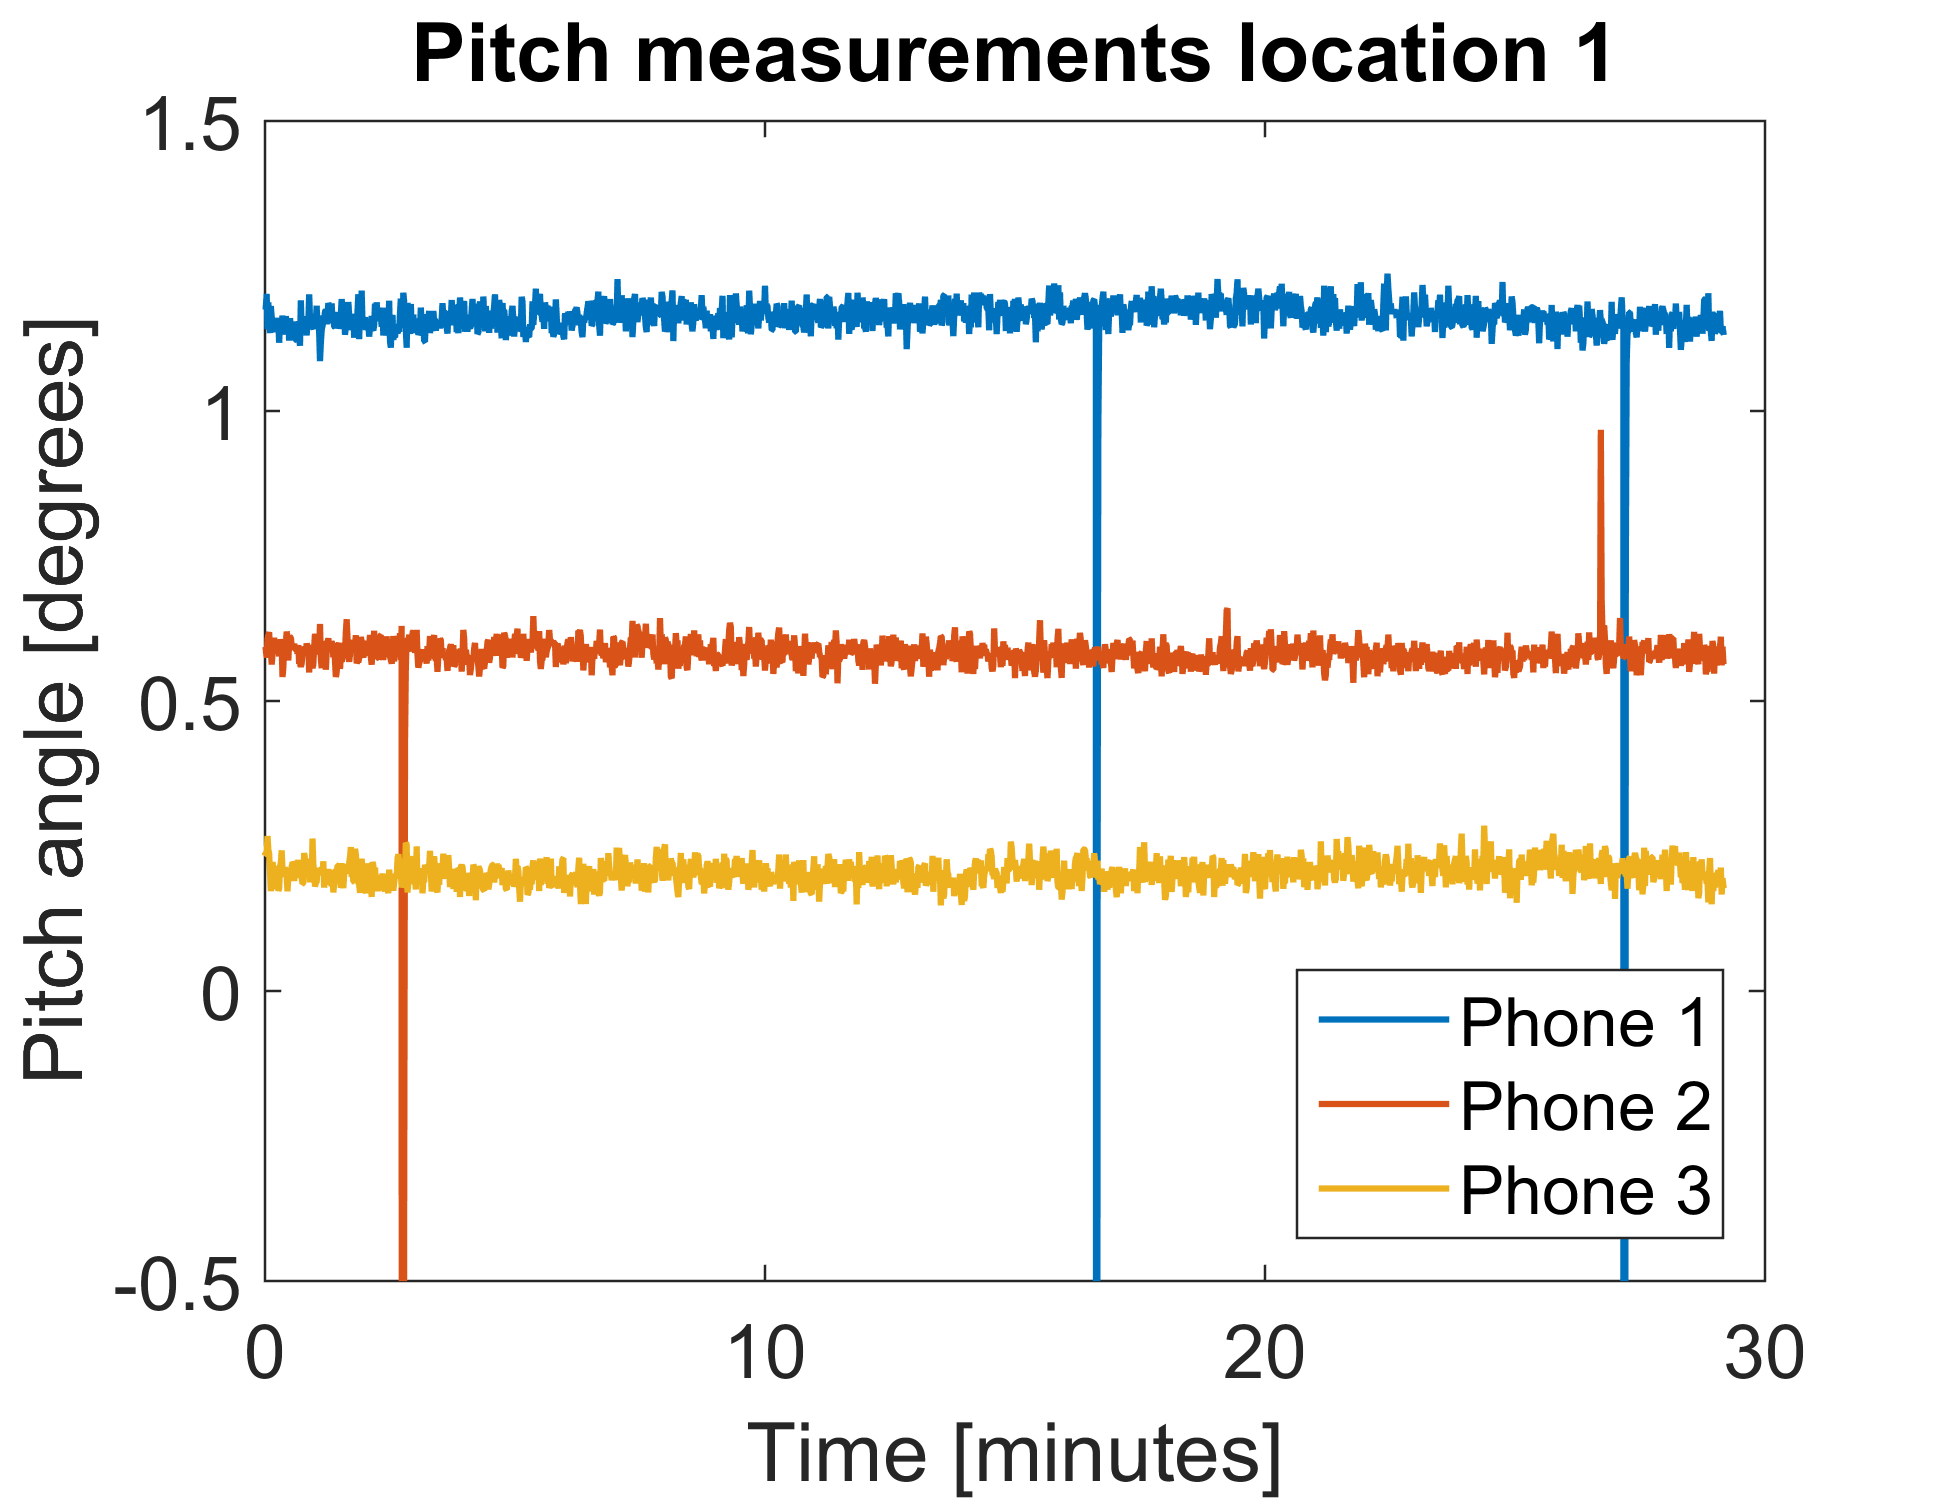 Pitch measurements location 1
1.5
1
0.5
0
-0.5
Pitch angle [degrees]
Phone 1
Phone 2
Phone 3
0 10 20 30
Time [minutes]